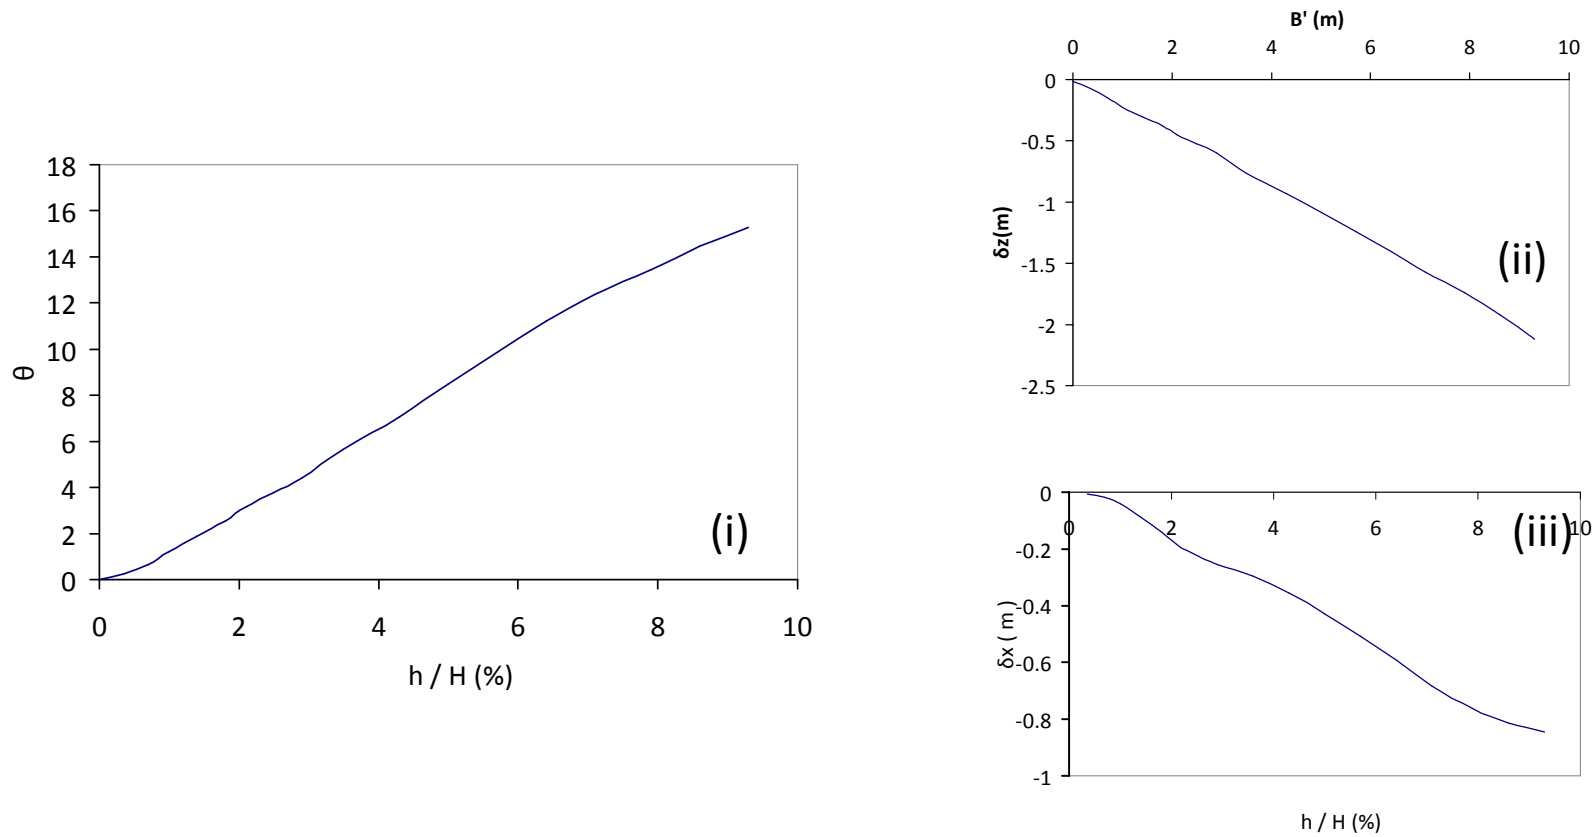 18
16
14
12
10
8
6
4
2
0
θ
0 2 4 6 8 10
h / H (%)
(i)
B' (m)
0 2 4 6 8 10
0
-0.5
-1
-1.5
-2
-2.5
δz(m)
(ii)
0
-0.2
-0.4
-0.6
-0.8
-1
δx ( m )
0 2 4 6 8 10
(iii)
h / H (%)